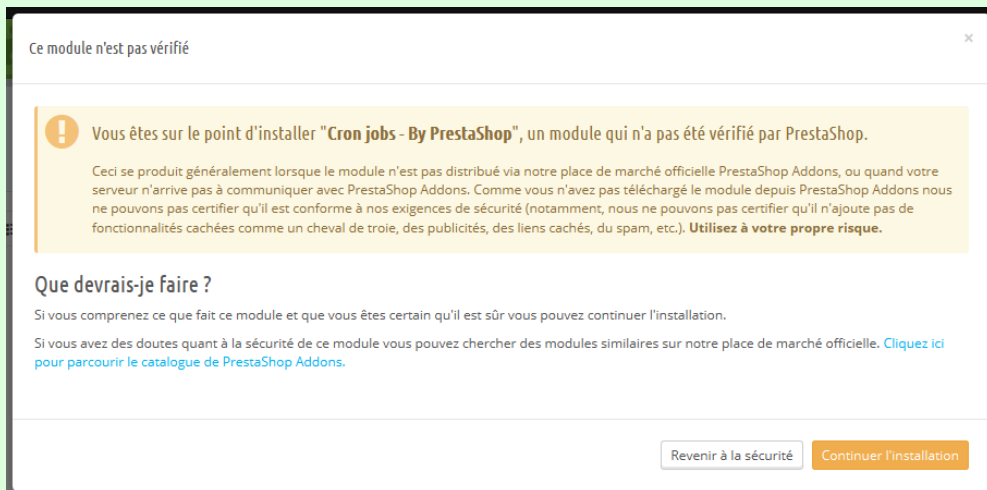 Ce module n'est pas vérifié
×
Vous êtes sur le point d'installer "Cron jobs - By PrestaShop", un module qui n'a pas été vérifié par PrestaShop.
Ceci se produit généralement lorsque le module n'est pas distribué via notre place de marché officielle PrestaShop Addons, ou quand votre
serveur n'arrive pas à communiquer avec PrestaShop Addons. Comme vous n'avez pas téléchargé le module depuis PrestaShop Addons nous
ne pouvons pas certifier qu'il est conforme à nos exigences de sécurité (notamment, nous ne pouvons pas certifier qu'il n'ajoute pas de
fonctionnalités cachées comme un cheval de troie, des publicités, des liens cachés, du spam, etc.). Utilisez à votre propre risque.
Que devrais-je faire ?
Si vous comprenez ce que fait ce module et que vous êtes certain qu'il est sûr vous pouvez continuer l'installation.
Si vous avez des doutes quant à la sécurité de ce module vous pouvez chercher des modules similaires sur notre place de marché officielle. Cliquez ici
pour parcourir le catalogue de PrestaShop Addons.
Revenir à la sécurité
Continuer l'installation